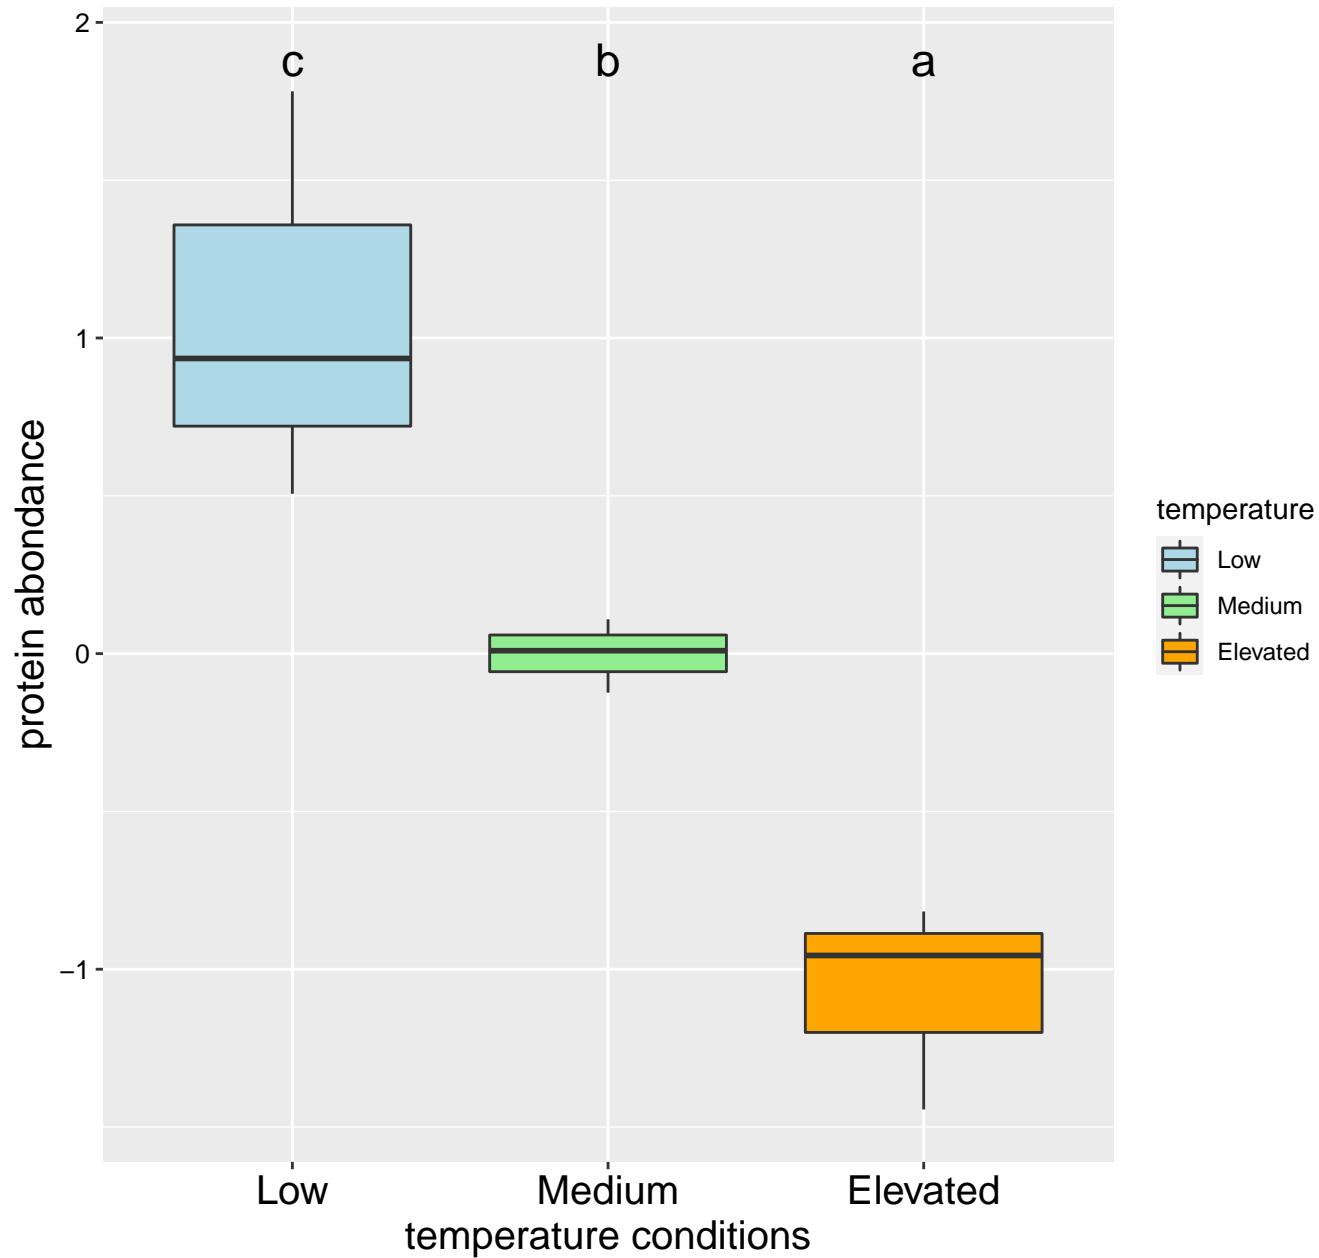 2
c b a
1
protein abondance
temperature
Low
Medium
0
Elevated
−1
Low Medium Elevated
temperature conditions